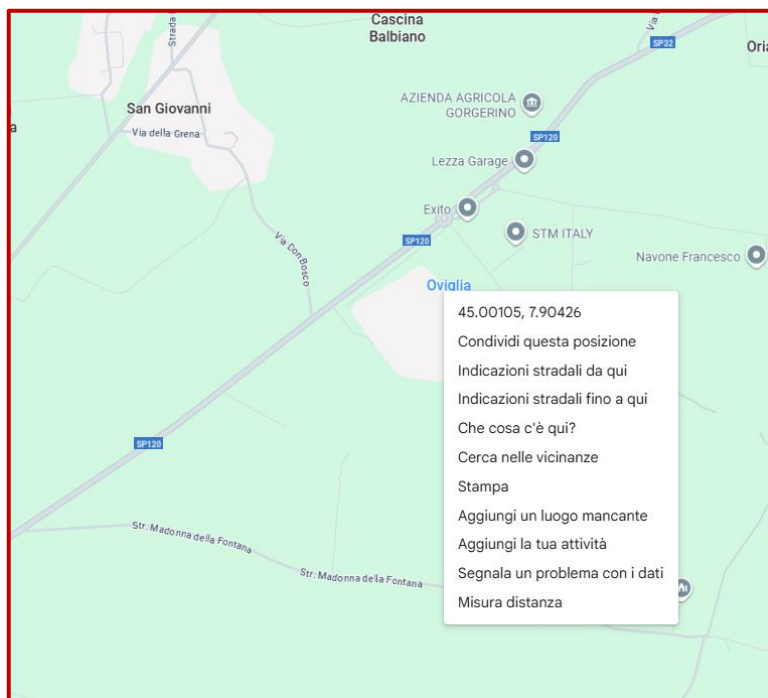 Cascina
Balbiano
SP32
San Giovanni
Via della Grena
AZIENDA AGRICOLA
GORGERINO
SP120
Lezza Garage
Exito
STM ITALY
SP120
Via Don Bosco
Navone Francesco
Oviglia
45.00105, 7.90426
Condividi questa posizione
Indicazioni stradali da qui
Indicazioni stradali fino a qui
Che cosa c'è qui?
Cerca nelle vicinanze
Stampa
Aggiungi un luogo mancante
Aggiungi la tua attività
Segnala un problema con i dati
Misura distanza
SP120
Str. Madonna della Fontana
Str. Madonna della Fontana